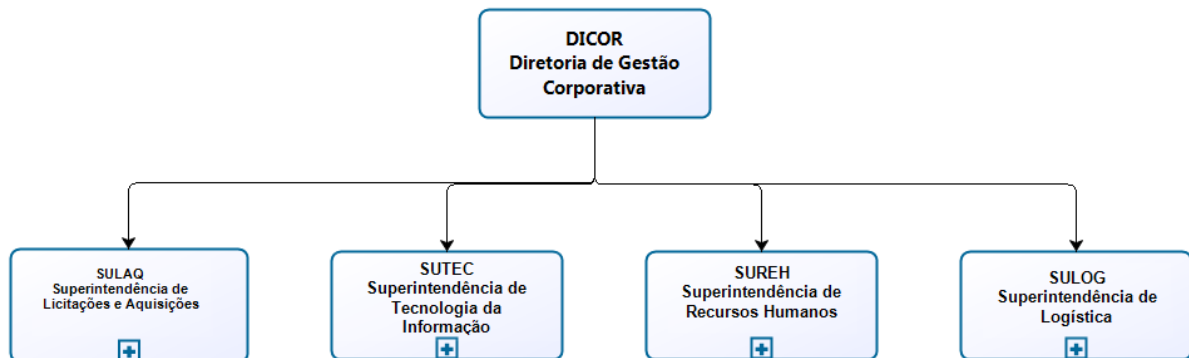 DICOR
Diretoria de Gestão
Corporativa
SULAQ
Superintendência de
Licitações e Aquisições
SUTEC
Superintendência de
Tecnologia da
Informação
SUREH
Superintendência de
Recursos Humanos
SULOG
Superintendência de
Logística